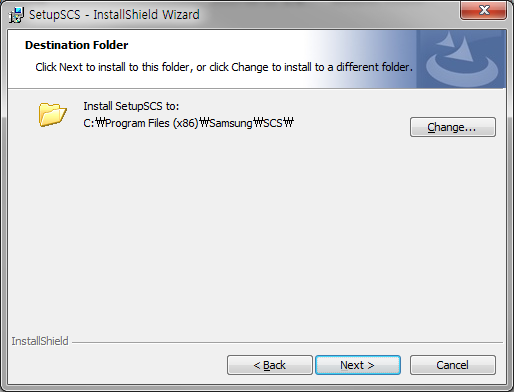 SetupSCS - InstallShield Wizard
Destination Folder
Click Next to install to this folder, or click Change to install to a different folder.
Install SetupSCS to:
C:₩Program Files (x86)₩Samsung₩SCS₩
Change...
InstallShield
< Back
Next >
Cancel